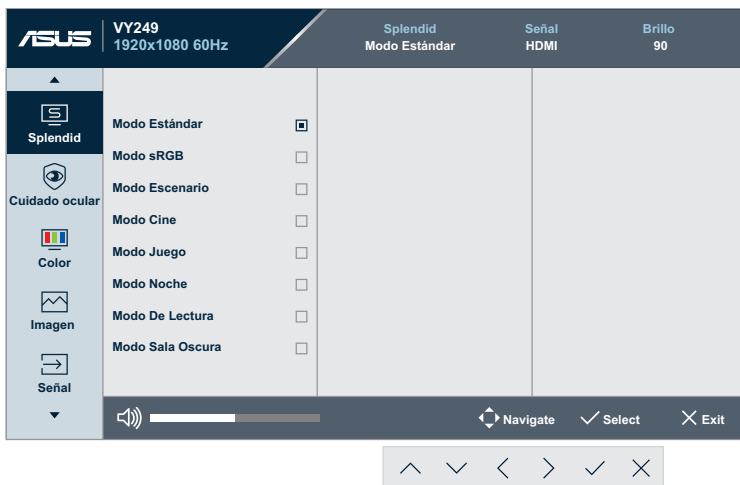 ASUS
VY249
1920x1080 60Hz
Splendid
Modo Estándar
Señal
HDMI
Brillo
90
Splendid
Cuidado ocular
Color
Imagen
Señal
Modo Estándar
Modo sRGB
Modo Escenario
Modo Cine
Modo Juego
Modo Noche
Modo De Lectura
Modo Sala Oscura
Navigate
Select
Exit